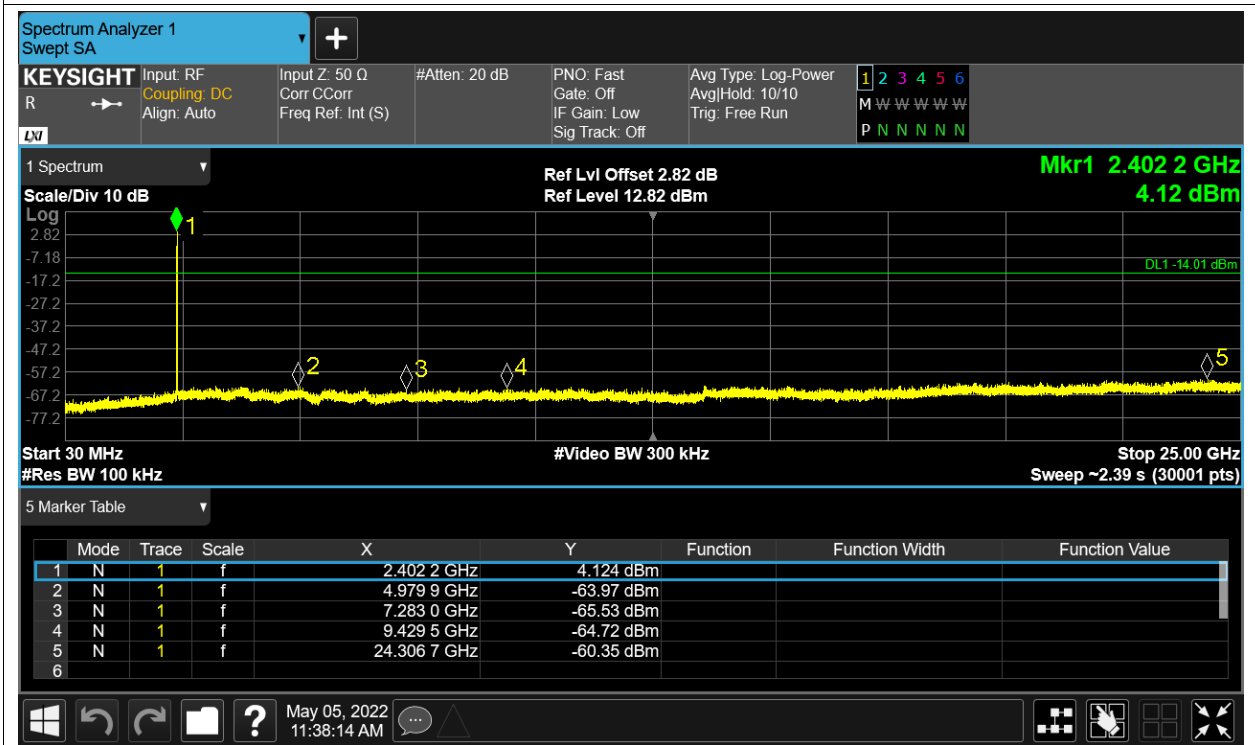 Spectrum Analyzer 1
Swept SA
+
KEYSIGHT Input: RF Input Z: 50 Ω #Atten: 20 dB PNO: Fast Avg Type: Log-Power 1 2 3 4 5 6
R Coupling: DC Corr CCorr Gate: Off Avg|Hold: 10/10 M W W W W W
Align: Auto Freq Ref: Int (S) IF Gain: Low Trig: Free Run
LXI Sig Track: Off P N N N N N
1 Spectrum Ref Lvl Offset 2.82 dB Mkr1 2.402 2 GHz
Scale/Div 10 dB Ref Level 12.82 dBm 4.12 dBm
Log
1
2.82
-7.18
DL1 -14.01 dBm
-17.2
-27.2
-37.2
-47.2
-57.2
2 3 4 5
-67.2
-77.2
Start 30 MHz #Video BW 300 kHz Stop 25.00 GHz
#Res BW 100 kHz Sweep ~2.39 s (30001 pts)
5 Marker Table
Mode Trace Scale X Y Function Function Width Function Value
1 N 1 f 2.402 2 GHz 4.124 dBm
2 N 1 f 4.979 9 GHz -63.97 dBm
3 N 1 f 7.283 0 GHz -65.53 dBm
4 N 1 f 9.429 5 GHz -64.72 dBm
5 N 1 f 24.306 7 GHz -60.35 dBm
6
? May 05, 2022
11:38:14 AM